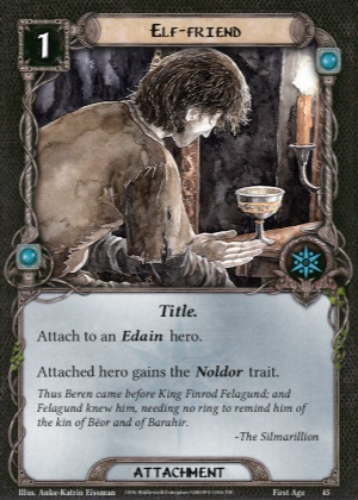 1
ELF-FRIEND
Title.
Attach to an Edain hero.
Attached hero gains the Noldor trait.
Thus Beren came before King Finrod Felagund; and
Felagund knew him, needing no ring to remind him of
the kin of Bëor and of Barahir.
-The Silmarillion
ATTACHMENT
Illus. Anke-Katrin Eissman
First Age
45